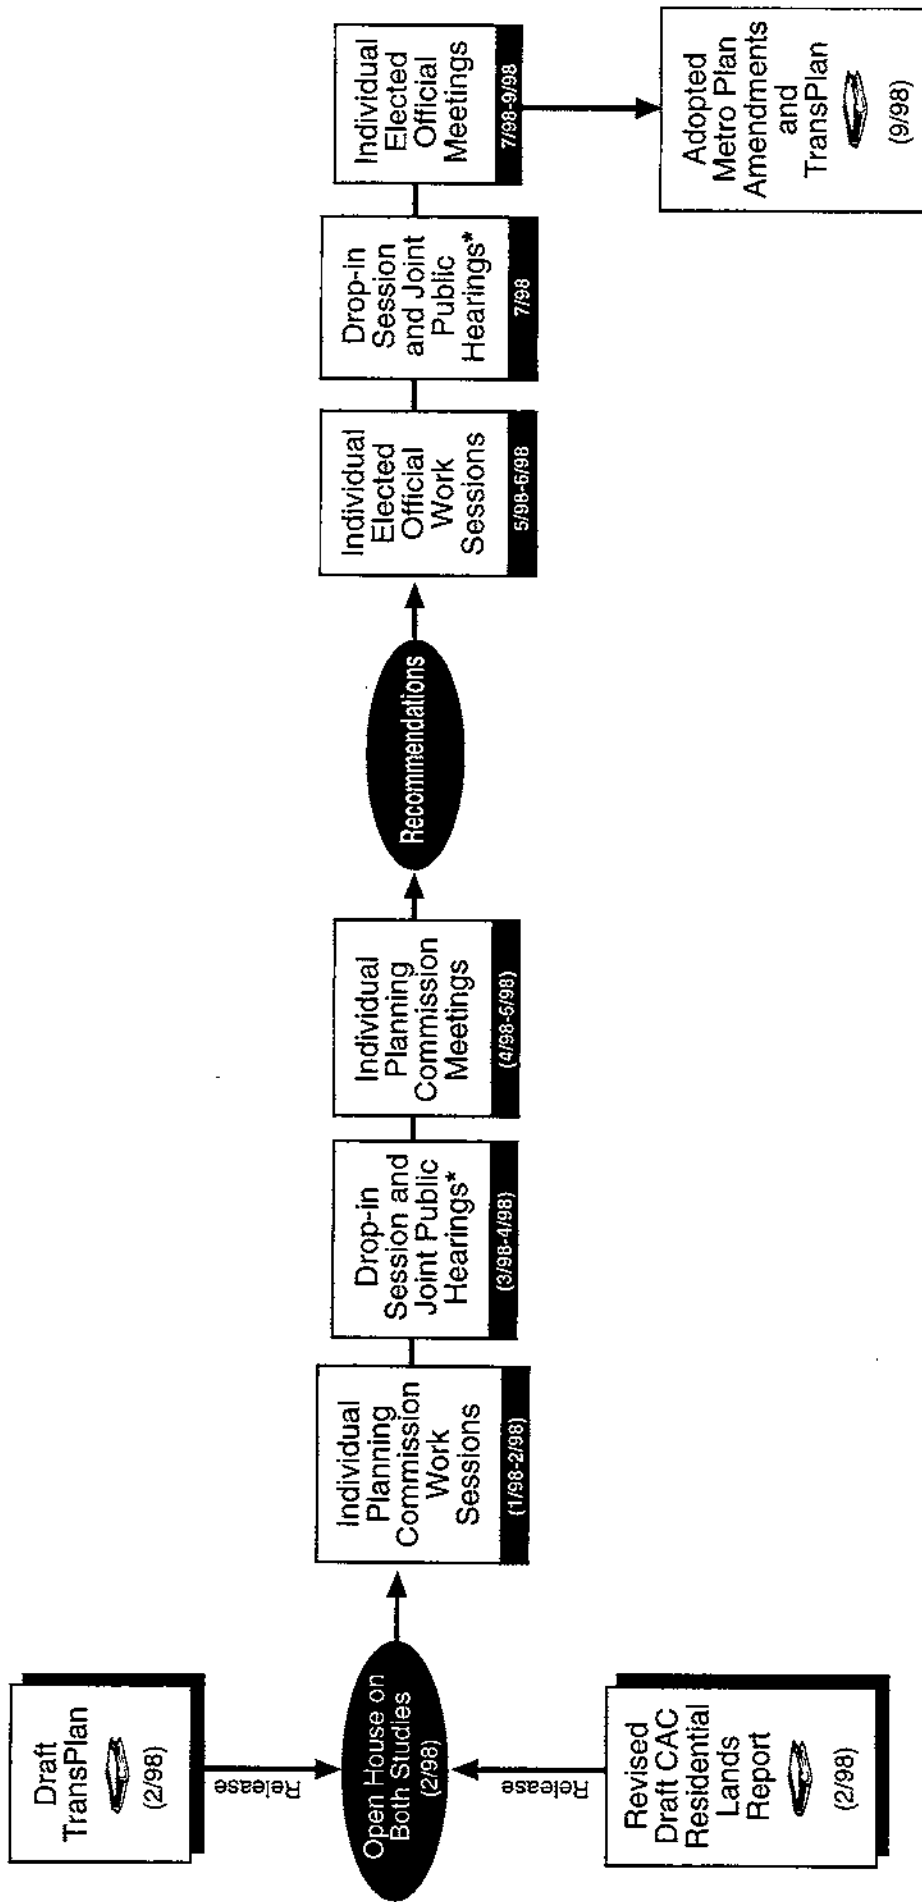 Draft
TransPlan
(2/98)
Release
Open House on
Both Studies
(2/98)
Release
Revised
Draft CAC
Residential
Lands
Report
(2/98)
Individual
Planning
Commission
Work
Sessions
(1/98-2/98)
Drop-in
Session and
Joint Public
Hearings*
(3/98-4/98)
Individual
Planning
Commission
Meetings
(4/98-5/98)
Recommendations
Individual
Elected
Official
Work
Sessions
5/98-6/98
Drop-in
Session
and Joint
Public
Hearings*
7/98
Individual
Elected
Official
Meetings
7/98-9/98
Adopted
Metro Plan
Amendments
and
TransPlan
(9/98)